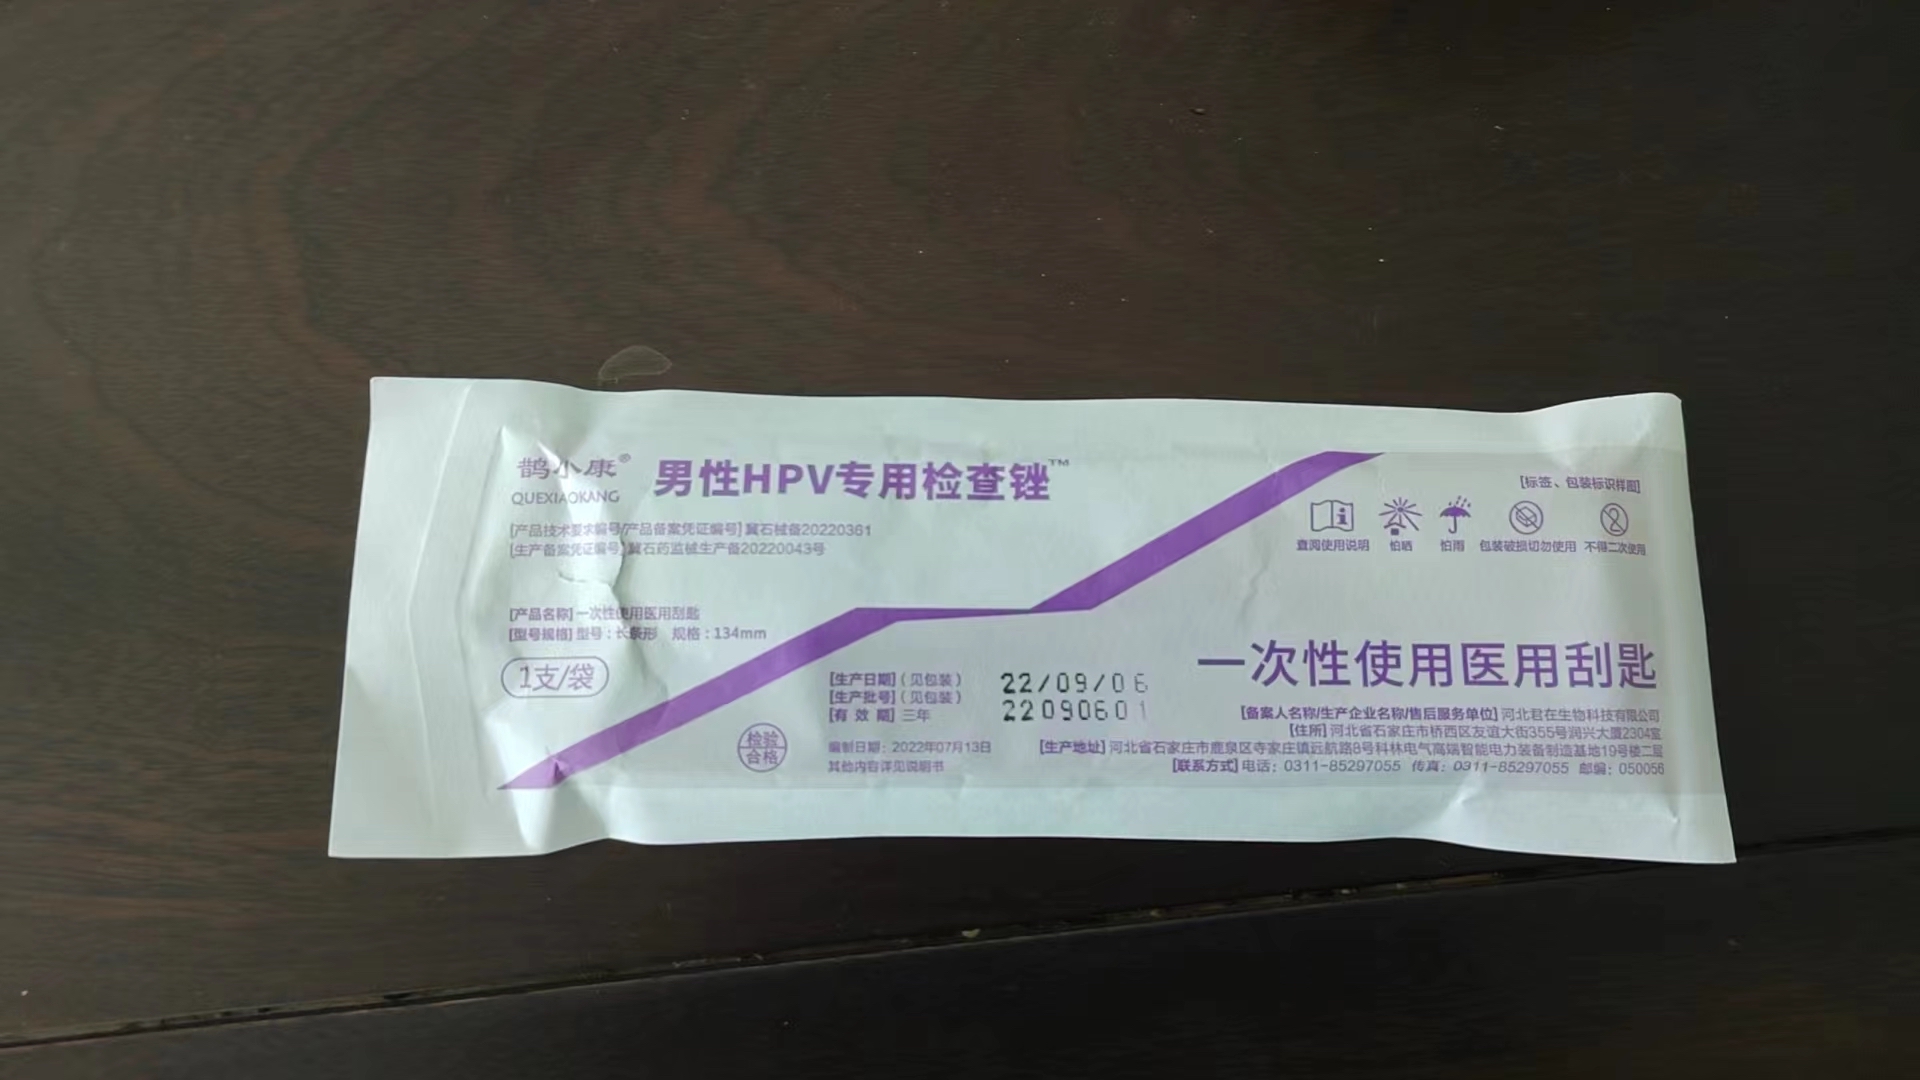 鹊小康®
QUEXIAOKANG
男性HPV专用检查锉™
[产品技术要求编号/产品备案凭证编号] 冀石械备20220361
[生产备案凭证编号] 冀石药监械生产备20220043号
[产品名称] 一次性使用医用刮匙
[型号规格] 型号：长条形 规格：134mm
1支/袋
[标签、包装标识样图]
查阅使用说明 怕晒 怕雨 包装破损切勿使用 不得二次使用
检验
合格
[生产日期]（见包装） 22/09/06
[生产批号]（见包装） 22090601
[有 效 期] 三年
编制日期：2022年07月13日
其他内容详见说明书
一次性使用医用刮匙
[备案人名称/生产企业名称/售后服务单位] 河北君在生物科技有限公司
[住所] 河北省石家庄市桥西区友谊大街355号润兴大厦2304室
[生产地址] 河北省石家庄市鹿泉区寺家庄镇远航路8号科林电气高端智能电力装备制造基地19号楼二层
[联系方式] 电话：0311-85297055 传真：0311-85297055 邮编：050056